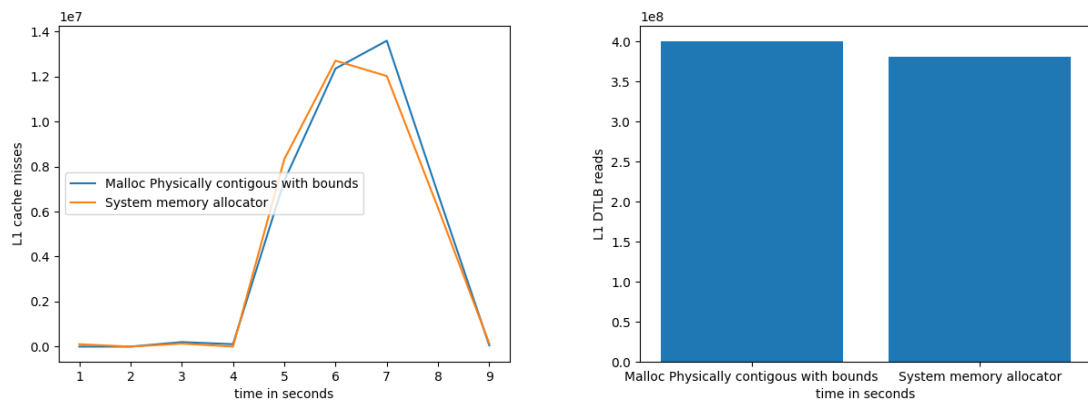 1e7
1.4
1.2
1.0
0.8
0.6
0.4
0.2
0.0
L1 cache misses
Malloc Physically contigous with bounds
System memory allocator
1 2 3 4 5 6 7 8 9
time in seconds
1e8
4.0
3.5
3.0
2.5
2.0
1.5
1.0
0.5
0.0
L1 DTLB reads
Malloc Physically contigous with bounds System memory allocator
time in seconds